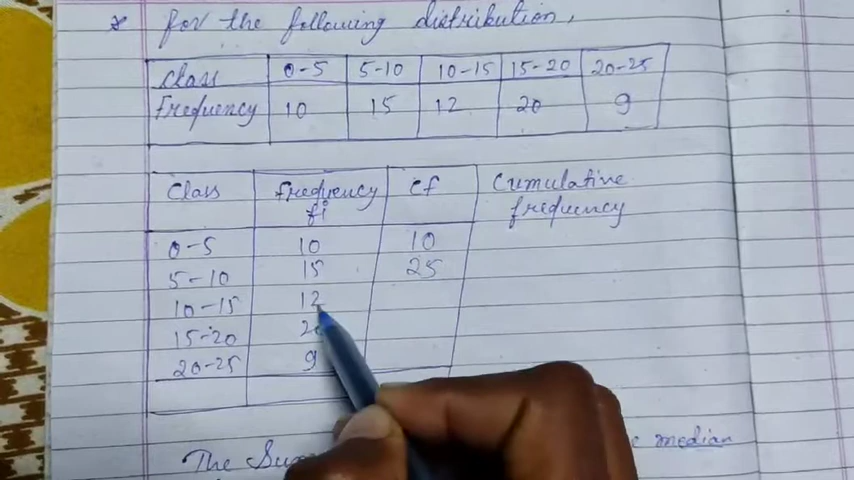 * for the following distribution,
Class 0-5 5-10 10-15 15-20 20-25
Frequency 10 15 12 20 9
Class frequency fi cf Cumulative frequency
0-5 10 10
5-10 15 25
10-15 12
15-20 20
20-25 9
The median